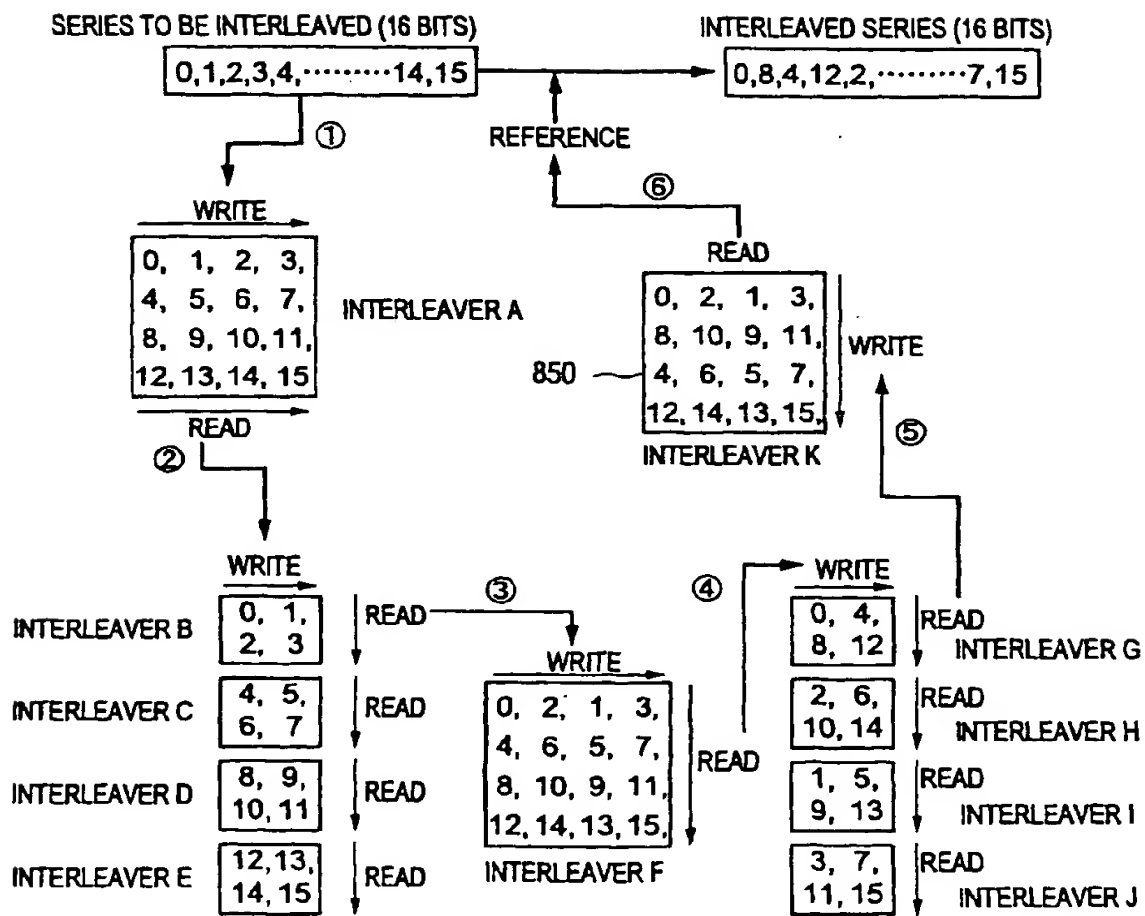 SERIES TO BE INTERLEAVED (16 BITS)
0,1,2,3,4,·········14,15
INTERLEAVED SERIES (16 BITS)
0,8,4,12,2,·········7,15
①
REFERENCE
⑥
WRITE
0, 1, 2, 3,
4, 5, 6, 7,
8, 9, 10, 11,
12, 13, 14, 15
INTERLEAVER A
READ
②
READ
0, 2, 1, 3,
8, 10, 9, 11,
4, 6, 5, 7,
12, 14, 13, 15,
WRITE
850
INTERLEAVER K
⑤
WRITE
INTERLEAVER B
0, 1,
2, 3
READ
INTERLEAVER C
4, 5,
6, 7
READ
INTERLEAVER D
8, 9,
10, 11
READ
INTERLEAVER E
12, 13,
14, 15
READ
③
WRITE
0, 2, 1, 3,
4, 6, 5, 7,
8, 10, 9, 11,
12, 14, 13, 15,
READ
INTERLEAVER F
④
WRITE
0, 4,
8, 12
READ
INTERLEAVER G
2, 6,
10, 14
READ
INTERLEAVER H
1, 5,
9, 13
READ
INTERLEAVER I
3, 7,
11, 15
READ
INTERLEAVER J